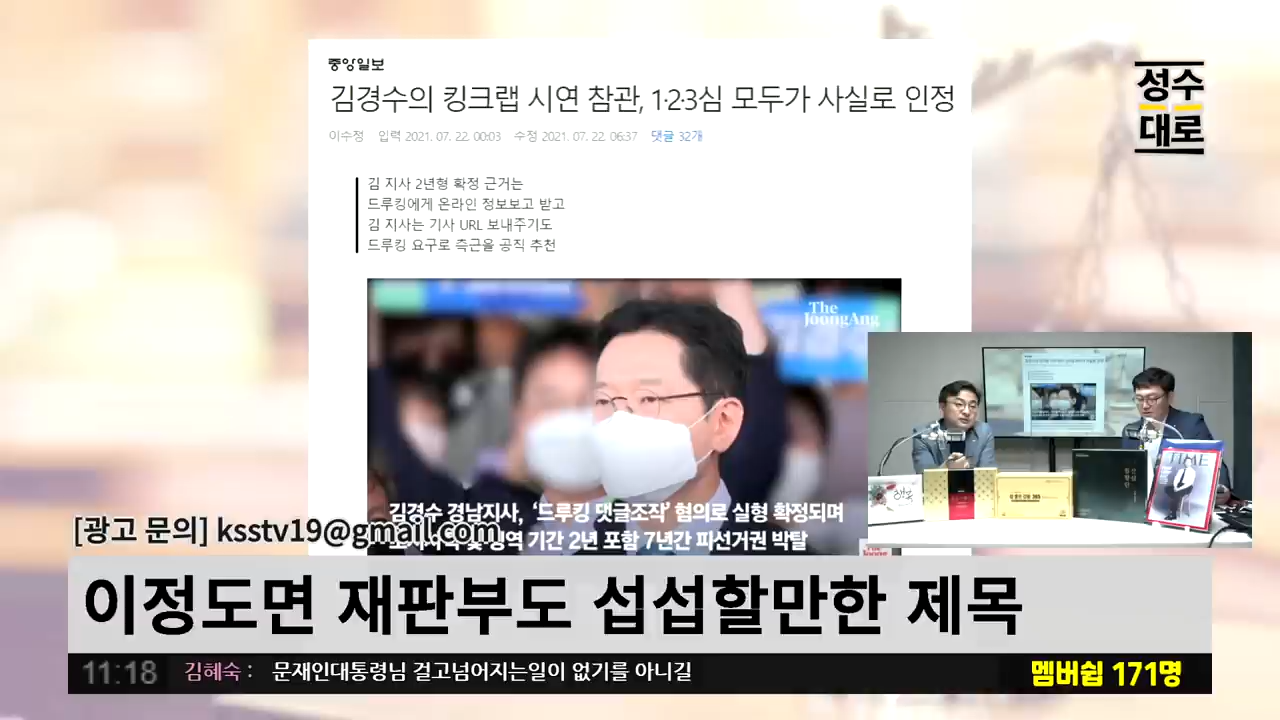 중앙일보
김경수의 킹크랩 시연 참관, 1·2·3심 모두가 사실로 인정
이수정 입력 2021. 07. 22. 00:03 수정 2021. 07. 22. 06:37 댓글 32개
성수
대로
김 지사 2년형 확정 근거는
드루킹에게 온라인 정보보고 받고
김 지사는 기사 URL 보내주기도
드루킹 요구로 측근을 공직 추천
The
JoongAng
TIME
김경수 경남지사, ‘드루킹 댓글조작’ 혐의로 실형 확정되며
기간 2년 포함 7년간 피선거권 박탈
[광고 문의] ksstv19@gmail.com
이정도면 재판부도 섭섭할만한 제목
11:18 김혜숙 : 문재인대통령님 걸고넘어지는일이 없기를 아니길
멤버쉽 171명